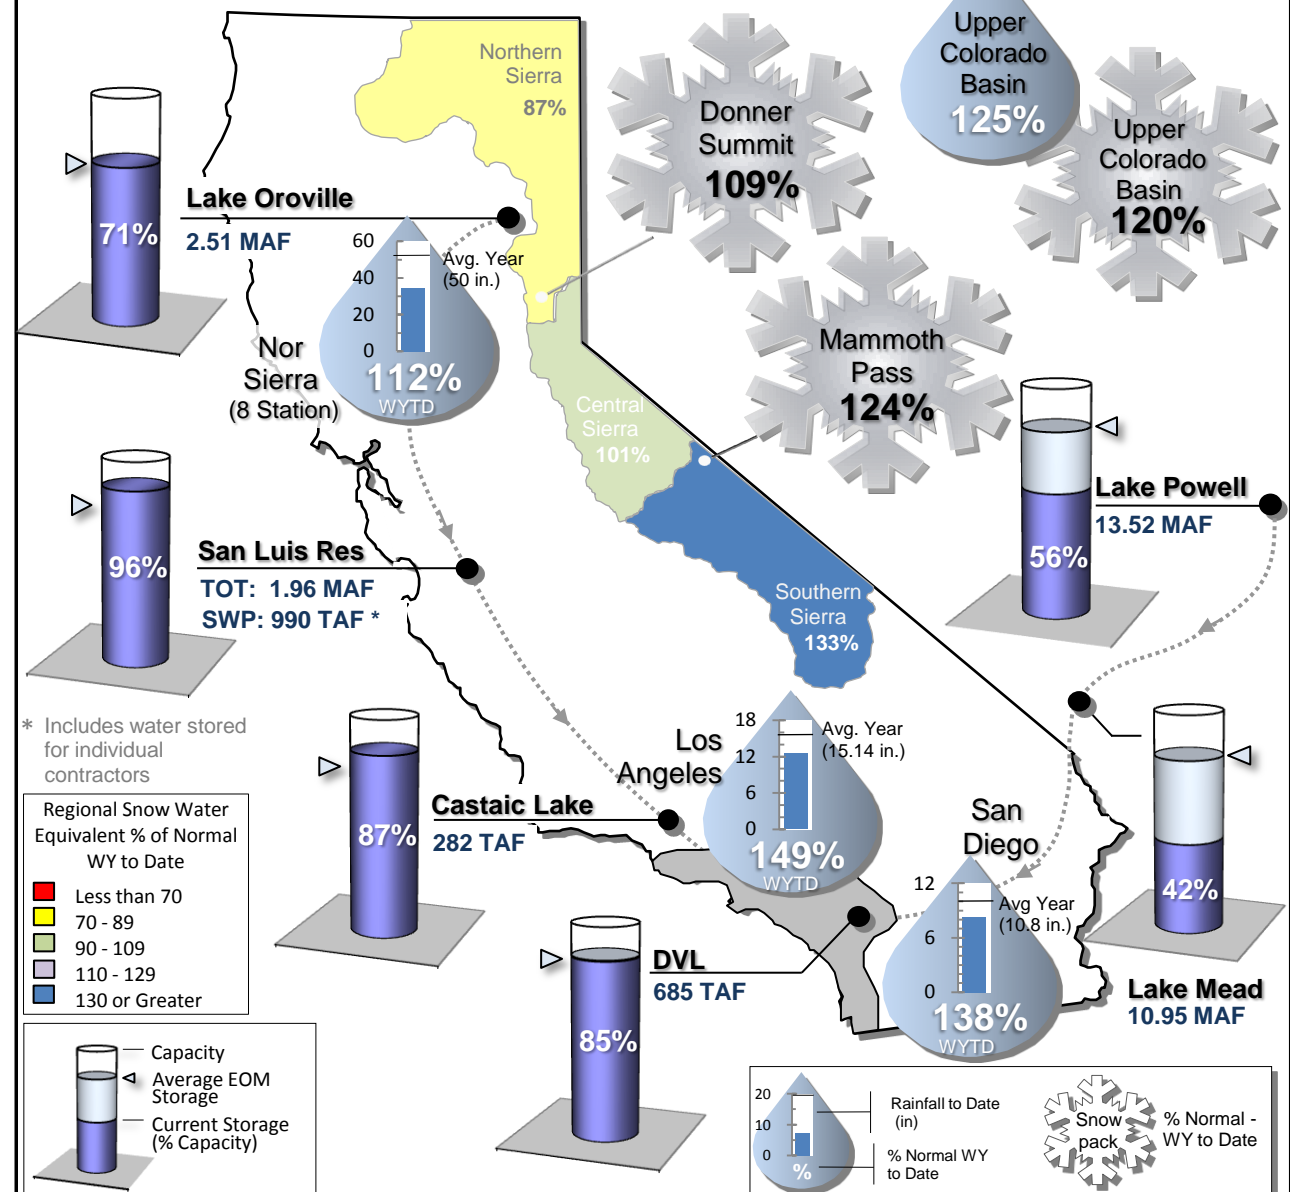 Northern
Sierra
87%
Donner
Summit
109%
Upper
Colorado
Basin
125%
Upper
Colorado
Basin
120%
71%
Lake Oroville
2.51 MAF
60
40
20
0
Avg. Year
(50 in.)
112%
WYTD
Nor
Sierra
(8 Station)
Mammoth
Pass
124%
Central
Sierra
101%
Lake Powell
13.52 MAF
56%
96%
San Luis Res
TOT: 1.96 MAF
SWP: 990 TAF *
Southern
Sierra
133%
* Includes water stored
for individual
contractors
Los
Angeles
18
12
6
0
Avg. Year
(15.14 in.)
149%
WYTD
87%
Castaic Lake
282 TAF
San
Diego
12
6
0
Avg Year
(10.8 in.)
138%
WYTD
42%
Lake Mead
10.95 MAF
DVL
685 TAF
85%
Regional Snow Water
Equivalent % of Normal
WY to Date
Less than 70
70 - 89
90 - 109
110 - 129
130 or Greater
Capacity
Average EOM
Storage
Current Storage
(% Capacity)
20
10
0
%
Rainfall to Date
(in)
% Normal WY
to Date
Snow
pack
% Normal -
WY to Date